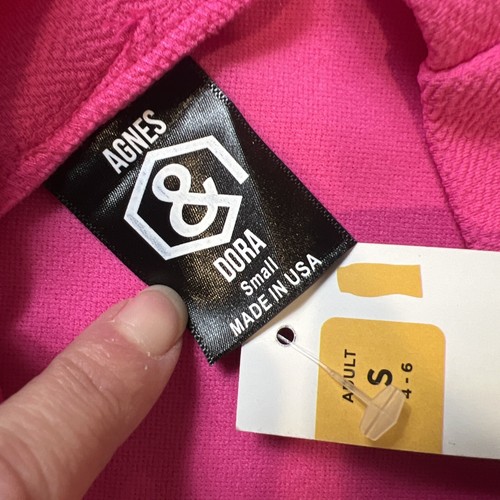 AGNES
&
DORA
Small
MADE IN USA
ADULT
S
4-6